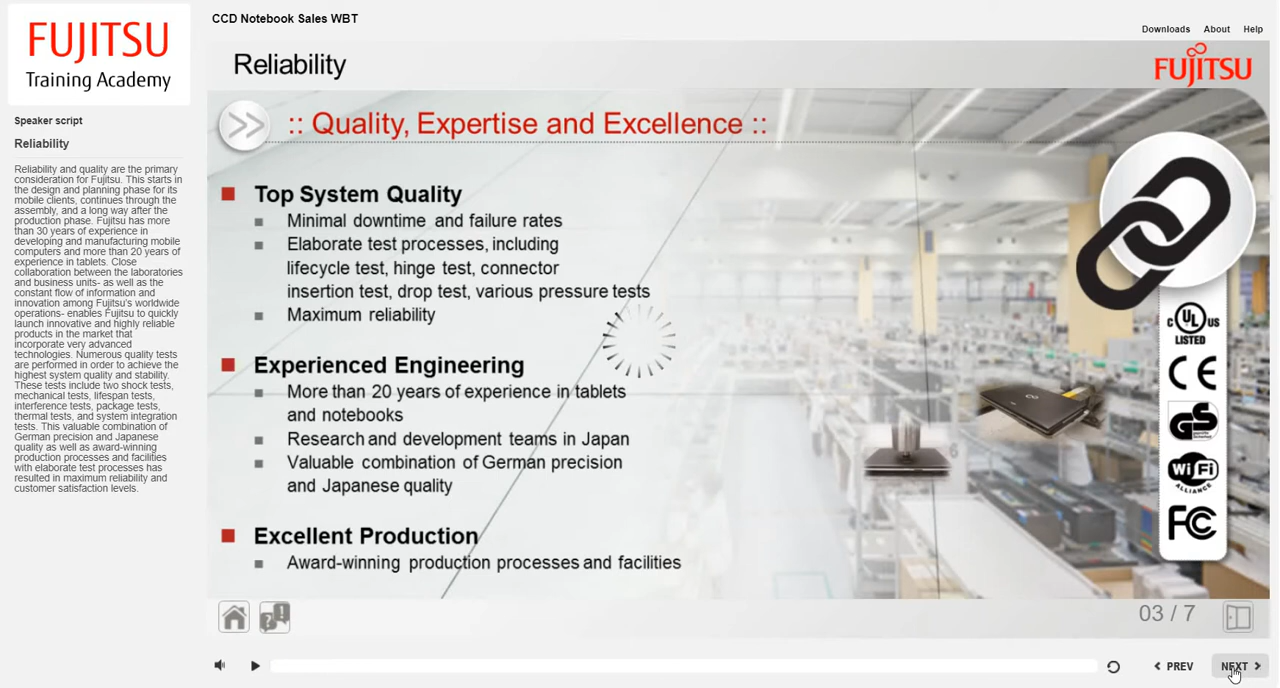 CCD Notebook Sales WBT
Downloads About Help
FUJITSU
Training Academy
Speaker script
Reliability
Reliability and quality are the primary
consideration for Fujitsu. This starts in
the design and planning phase for its
mobile clients, continues through the
assembly, and a long way after the
production phase. Fujitsu has more
than 30 years of experience in
developing and manufacturing mobile
computers and more than 20 years of
experience in tablets. Close
collaboration between the laboratories
and business units- as well as the
constant flow of information and
innovation among Fujitsu's worldwide
operations- enables Fujitsu to quickly
launch innovative and highly reliable
products in the market that
incorporate very advanced
technologies. Numerous quality tests
are performed in order to achieve the
highest system quality and stability.
These tests include two shock tests,
mechanical tests, lifespan tests,
interference tests, package tests,
thermal tests, and system integration
tests. This valuable combination of
German precision and Japanese
quality as well as award-winning
production processes and facilities
with elaborate test processes has
resulted in maximum reliability and
customer satisfaction levels.
Reliability
FUJITSU
:: Quality, Expertise and Excellence ::
Top System Quality
Minimal downtime and failure rates
Elaborate test processes, including
lifecycle test, hinge test, connector
insertion test, drop test, various pressure tests
Maximum reliability
Experienced Engineering
More than 20 years of experience in tablets
and notebooks
Research and development teams in Japan
Valuable combination of German precision
and Japanese quality
Excellent Production
Award-winning production processes and facilities
C UL US
LISTED
CE
GS
Wi Fi
ALLIANCE
FC
03 / 7
PREV
NEXT